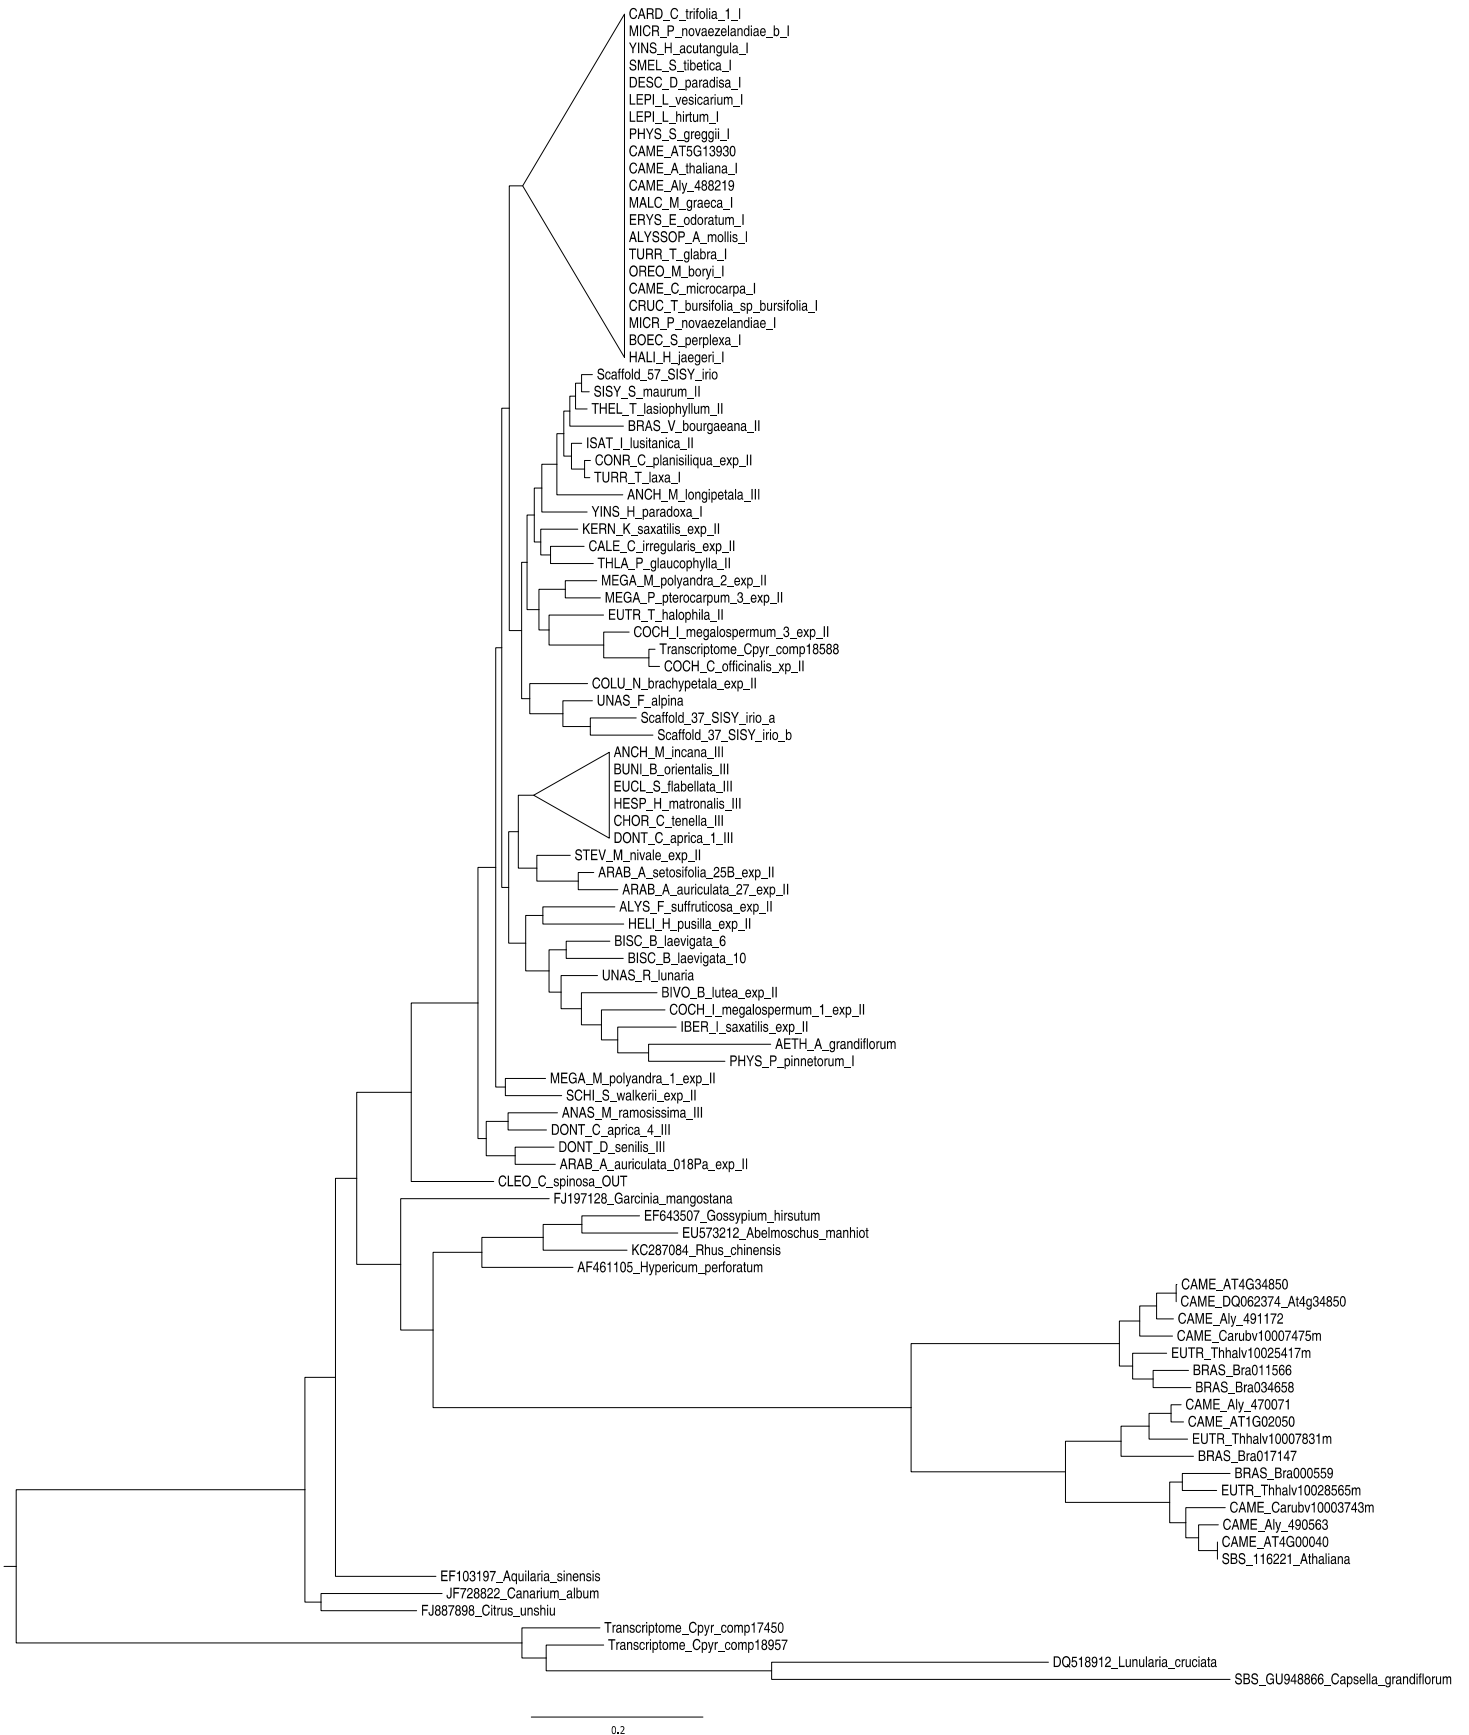 CARD_C_trifolia_1_I
MICR_P_novaezelandiae_b_I
YINS_H_acutangula_I
SMEL_S_tibetica_I
DESC_D_paradisa_I
LEPI_L_vesicarium_I
LEPI_L_hirtum_I
PHYS_S_greggii_I
CAME_AT5G13930
CAME_A_thaliana_I
CAME_Aly_488219
MALC_M_graeca_I
ERYS_E_odoratum_I
ALYSSOP_A_mollis_I
TURR_T_glabra_I
OREO_M_boryi_I
CAME_C_microcarpa_I
CRUC_T_bursifolia_sp_bursifolia_I
MICR_P_novaezelandiae_I
BOEC_S_perplexa_I
HALI_H_jaegeri_I
Scaffold_57_SISY_irio
SISY_S_maurum_II
THEL_T_lasiophyllum_II
BRAS_V_bourgaeana_II
ISAT_I_lusitanica_II
CONR_C_planisiliqua_exp_II
TURR_T_laxa_I
ANCH_M_longipetala_III
YINS_H_paradoxa_I
KERN_K_saxatilis_exp_II
CALE_C_irregularis_exp_II
THLA_P_glaucophylla_II
MEGA_M_polyandra_2_exp_II
MEGA_P_pterocarpum_3_exp_II
EUTR_T_halophila_II
COCH_I_megalospermum_3_exp_II
Transcriptome_Cpyr_comp18588
COCH_C_officinalis_xp_II
COLU_N_brachypetala_exp_II
UNAS_F_alpina
Scaffold_37_SISY_irio_a
Scaffold_37_SISY_irio_b
ANCH_M_incana_III
BUNI_B_orientalis_III
EUCL_S_flabellata_III
HESP_H_matronalis_III
CHOR_C_tenella_III
DONT_C_aprica_1_III
STEV_M_nivale_exp_II
ARAB_A_setosifolia_25B_exp_II
ARAB_A_auriculata_27_exp_II
ALYS_F_suffruticosa_exp_II
HELI_H_pusilla_exp_II
BISC_B_laevigata_6
BISC_B_laevigata_10
UNAS_R_lunaria
BIVO_B_lutea_exp_II
COCH_I_megalospermum_1_exp_II
IBER_I_saxatilis_exp_II
AETH_A_grandiflorum
PHYS_P_pinnetorum_I
MEGA_M_polyandra_1_exp_II
SCHI_S_walkerii_exp_II
ANAS_M_ramosissima_III
DONT_C_aprica_4_III
DONT_D_senilis_III
ARAB_A_auriculata_018Pa_exp_II
CLEO_C_spinosa_OUT
FJ197128_Garcinia_mangostana
EF643507_Gossypium_hirsutum
EU573212_Abelmoschus_manhiot
KC287084_Rhus_chinensis
AF461105_Hypericum_perforatum
CAME_AT4G34850
CAME_DQ062374_At4g34850
CAME_Aly_491172
CAME_Carubv10007475m
EUTR_Thhalv10025417m
BRAS_Bra011566
BRAS_Bra034658
CAME_Aly_470071
CAME_AT1G02050
EUTR_Thhalv10007831m
BRAS_Bra017147
BRAS_Bra000559
EUTR_Thhalv10028565m
CAME_Carubv10003743m
CAME_Aly_490563
CAME_AT4G00040
SBS_116221_Athaliana
EF103197_Aquilaria_sinensis
JF728822_Canarium_album
FJ887898_Citrus_unshiu
Transcriptome_Cpyr_comp17450
Transcriptome_Cpyr_comp18957
DQ518912_Lunularia_cruciata
SBS_GU948866_Capsella_grandiflorum
0.2